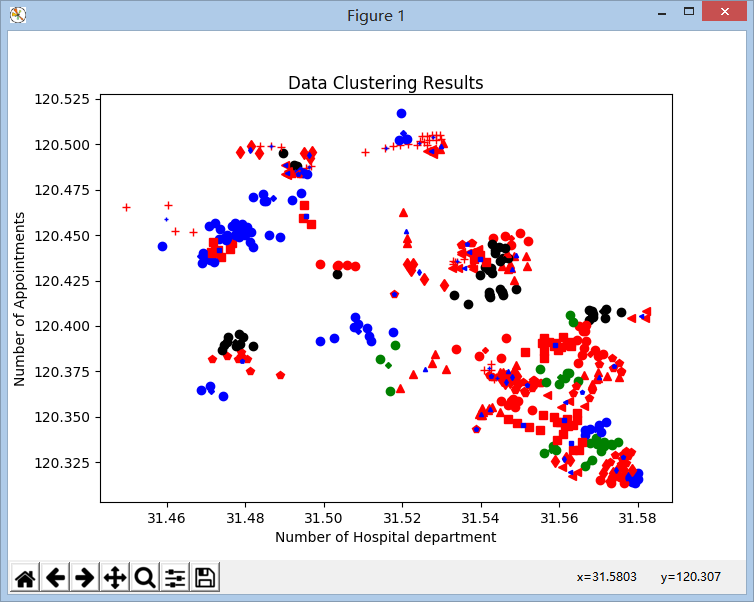 Figure 1
Data Clustering Results
120.525
120.500
120.475
120.450
120.425
120.400
120.375
120.350
120.325
Number of Appointments
31.46 31.48 31.50 31.52 31.54 31.56 31.58
Number of Hospital department
x=31.5803 y=120.307